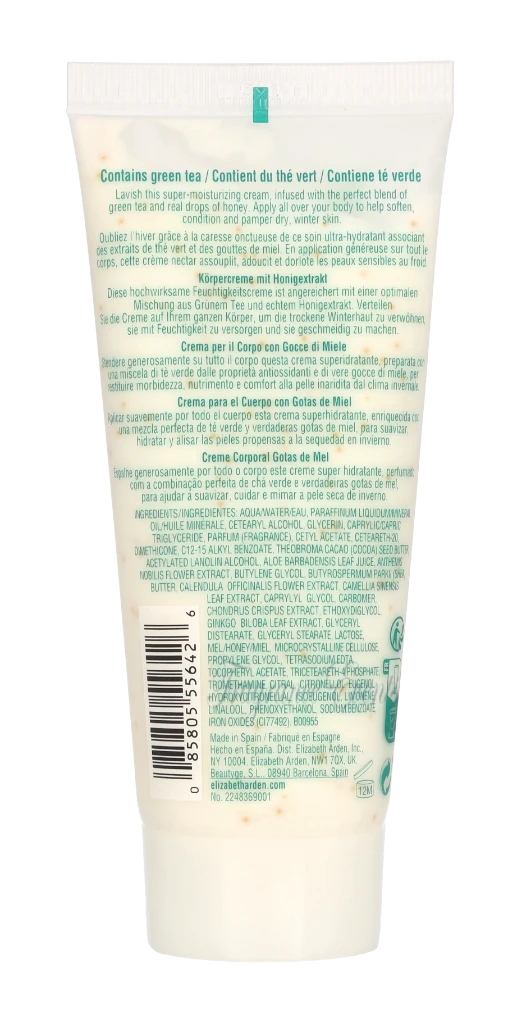 Contains green tea / Contient du thé vert / Contiene té verde
Lavish this super-moisturizing cream, infused with the perfect blend of
green tea and real drops of honey. Apply all over your body to help soften,
condition and pamper dry, winter skin.
Oubliez l'hiver grâce à la caresse onctueuse de ce soin ultra-hydratant associant
des extraits de thé vert et des gouttes de miel. En application généreuse sur tout le
corps, cette crème nectar assouplit, adoucit et dorlote les peaux sensibles au froid.
Körpercreme mit Honigextrakt
Diese hochwirksame Feuchtigkeitscreme ist angereichert mit einer optimalen
Mischung aus Grünem Tee und echtem Honigextrakt. Verteilen
Sie die Creme auf Ihrem ganzen Körper, um die trockene Winterhaut zu verwöhnen,
sie mit Feuchtigkeit zu versorgen und sie geschmeidig zu machen.
Crema per il Corpo con Gocce di Miele
Stendere generosamente su tutto il corpo questa crema superidratante, preparata con
una miscela di tè verde dalle proprietà antiossidanti e di vere gocce di miele, per
restituire morbidezza, nutrimento e comfort alla pelle inaridita dal clima invernale.
Crema para el Cuerpo con Gotas de Miel
Aplicar suavemente por todo el cuerpo esta crema superhidratante, enriquecida con
una mezcla perfecta de té verde y verdaderas gotas de miel, para suavizar,
hidratar y alisar las pieles propensas a la sequedad en invierno.
Creme Corporal Gotas de Mel
Espalhe generosamente por todo o corpo este creme super hidratante, perfumado
com a combinação perfeita de chá verde e verdadeiras gotas de mel,
para ajudar a suavizar, cuidar e mimar a pele seca de inverno.
INGREDIENTS/INGREDIENTES: AQUA/WATER/EAU, PARAFFINUM LIQUIDUM/MINERAL
OIL/HUILE MINERALE, CETEARYL ALCOHOL, GLYCERIN, CAPRYLIC/CAPRIC
TRIGLYCERIDE, PARFUM (FRAGRANCE), CETYL ACETATE, CETEARETH-20,
DIMETHICONE, C12-15 ALKYL BENZOATE, THEOBROMA CACAO (COCOA) SEED BUTTER,
ACETYLATED LANOLIN ALCOHOL, ALOE BARBADENSIS LEAF JUICE, ANTHEMIS
NOBILIS FLOWER EXTRACT, BUTYLENE GLYCOL, BUTYROSPERMUM PARKII (SHEA)
BUTTER, CALENDULA OFFICINALIS FLOWER EXTRACT, CAMELLIA SINENSIS
LEAF EXTRACT, CAPRYLYL GLYCOL, CARBOMER,
CHONDRUS CRISPUS EXTRACT, ETHOXYDIGLYCOL,
GINKGO BILOBA LEAF EXTRACT, GLYCERYL
DISTEARATE, GLYCERYL STEARATE, LACTOSE,
MEL/HONEY/MIEL, MICROCRYSTALLINE CELLULOSE,
PROPYLENE GLYCOL, TETRASODIUM EDTA,
TOCOPHERYL ACETATE, TRICETEARETH-4 PHOSPHATE,
TROMETHAMINE, CITRAL, CITRONELLOL, EUGENOL,
HYDROXYCITRONELLAL, ISOEUGENOL, LIMONENE,
LINALOOL, PHENOXYETHANOL, SODIUM BENZOATE,
IRON OXIDES (CI77492). B00955
Made in Spain / Fabriqué en Espagne
Hecho en España. Dist. Elizabeth Arden, Inc.,
NY 10004. Elizabeth Arden, NW1 7QX, UK.
Beautyge, S.L., 08940 Barcelona, Spain
elizabetharden.com
No. 2248369001
12M
0 85805 55642 6